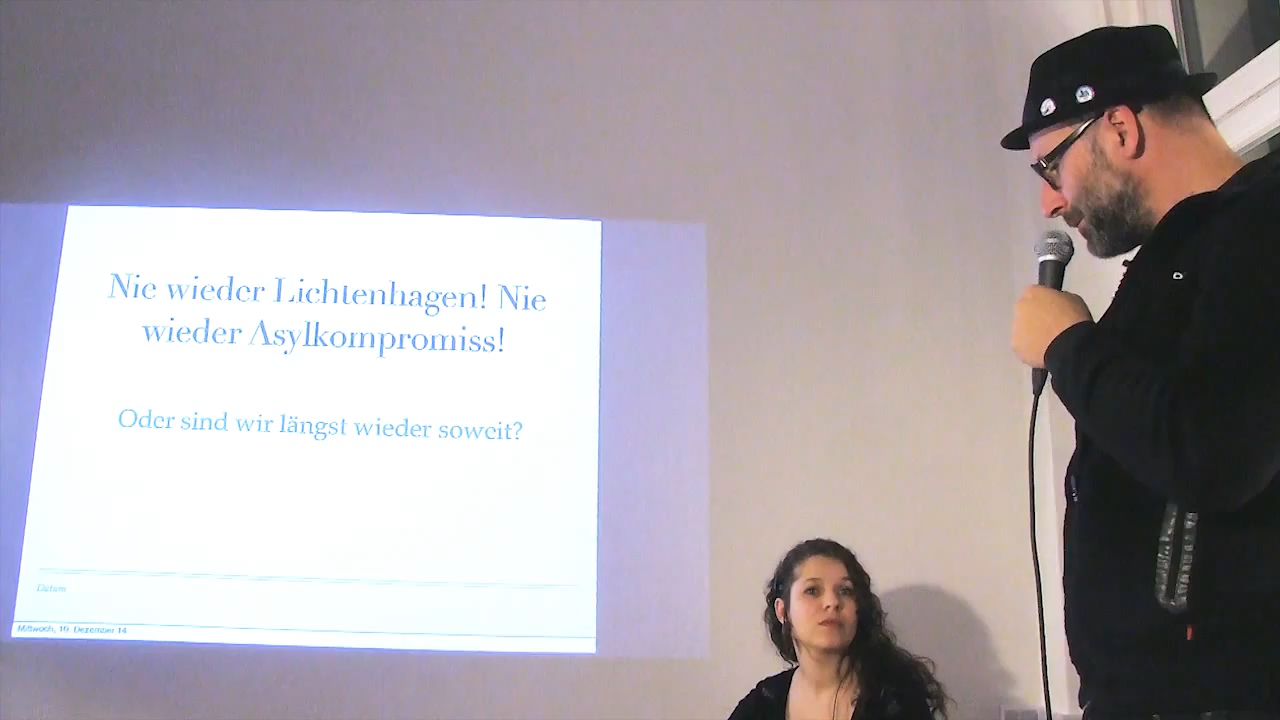 Nie wieder Lichtenhagen! Nie
wieder Asylkompromiss!
Oder sind wir längst wieder soweit?
Datum
Mittwoch, 10. Dezember 14